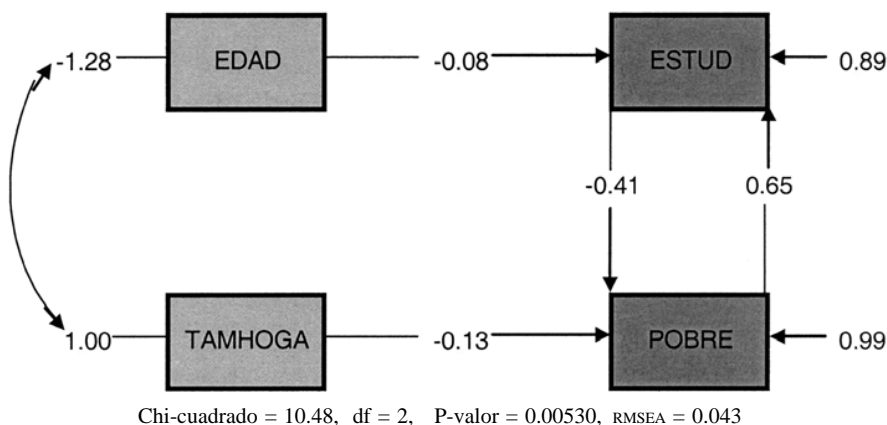 -1.28 EDAD -0.08 ESTUD 0.89
-0.41 0.65
1.00 TAMHOGA -0.13 POBRE 0.99
Chi-cuadrado = 10.48, df = 2, P-valor = 0.00530, RMSEA = 0.043